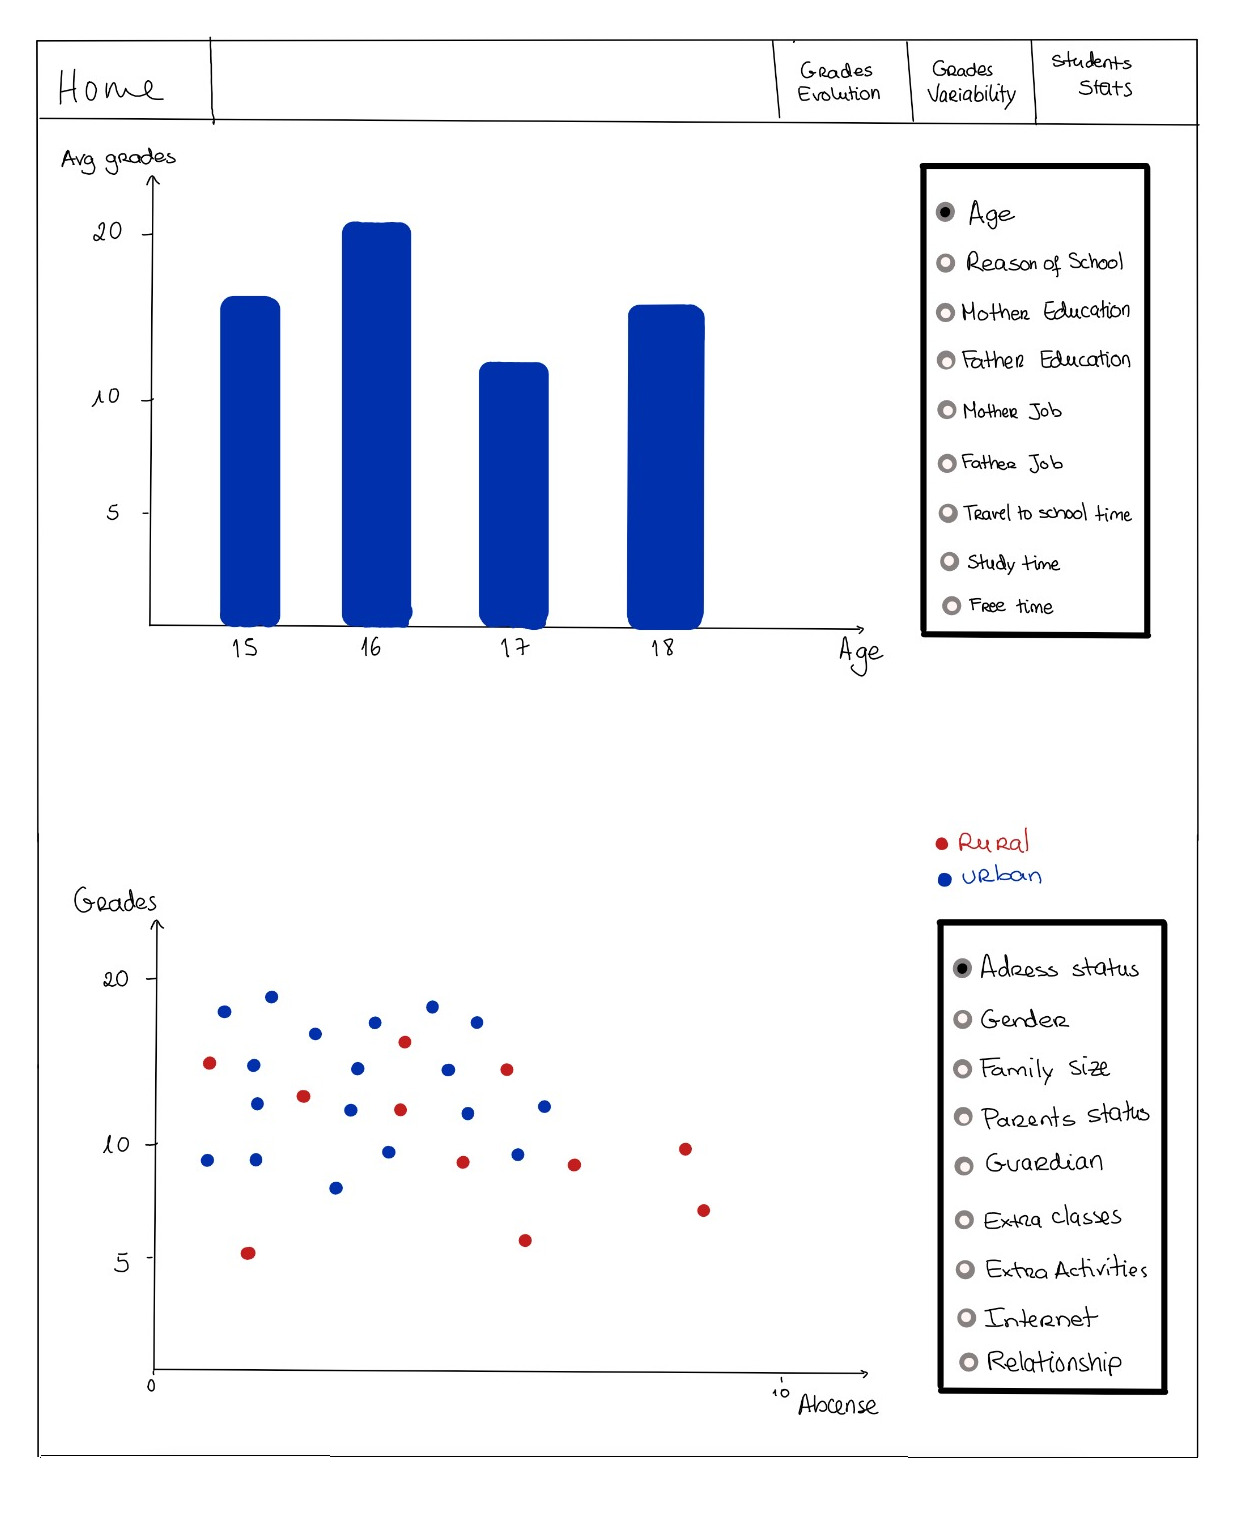 Home
Grades
Evolution
Grades
Variability
Students
Stats
Avg grades
20
10
5
15
16
17
18
Age
Age
Reason of School
Mother Education
Father Education
Mother Job
Father Job
Travel to school time
Study time
Free time
Rural
Urban
Grades
20
10
5
0
10
Abcense
Adress status
Gender
Family size
Parents status
Guardian
Extra classes
Extra Activities
Internet
Relationship